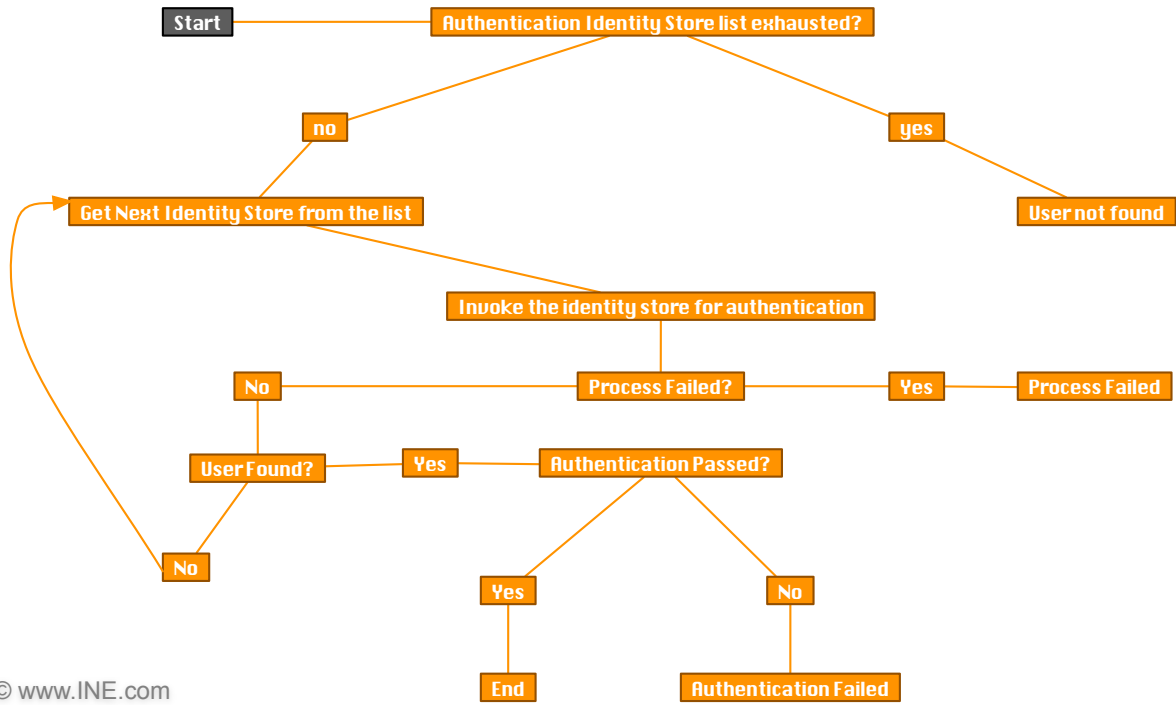 Start
Authentication Identity Store list exhausted?
no
yes
Get Next Identity Store from the list
User not found
Invoke the identity store for authentication
No
Process Failed?
Yes
Process Failed
User Found?
Yes
Authentication Passed?
No
Yes
No
End
Authentication Failed
© www.INE.com